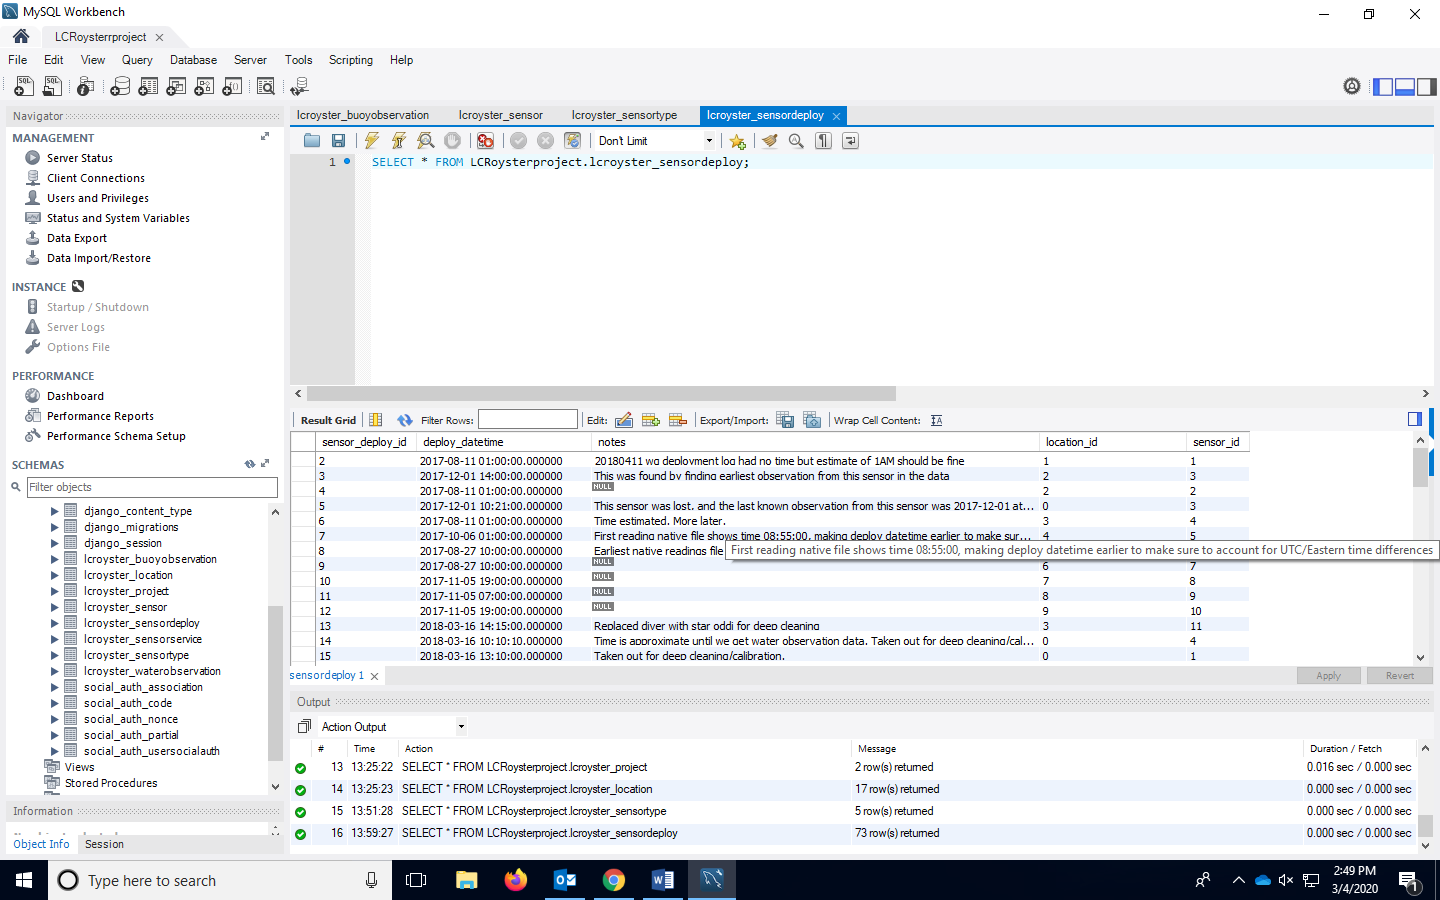 MySQL Workbench
LCRoysterrproject
File Edit View Query Database Server Tools Scripting Help
Navigator
MANAGEMENT
Server Status
Client Connections
Users and Privileges
Status and System Variables
Data Export
Data Import/Restore
INSTANCE
Startup / Shutdown
Server Logs
Options File
PERFORMANCE
Dashboard
Performance Reports
Performance Schema Setup
SCHEMAS
Filter objects
django_content_type
django_migrations
django_session
lcroyster_buoyobservation
lcroyster_location
lcroyster_project
lcroyster_sensor
lcroyster_sensordeploy
lcroyster_sensorservice
lcroyster_sensortype
lcroyster_waterobservation
social_auth_association
social_auth_code
social_auth_nonce
social_auth_partial
social_auth_usersocialauth
Views
Stored Procedures
Information
Object Info Session
lcroyster_buoyobservation lcroyster_sensor lcroyster_sensortype lcroyster_sensordeploy
Don't Limit
1 SELECT * FROM LCRoysterproject.lcroyster_sensordeploy;
Result Grid Filter Rows: Edit: Export/Import: Wrap Cell Content:
sensor_deploy_id deploy_datetime notes location_id sensor_id
2 2017-08-11 01:00:00.000000 20180411 wq deployment log had no time but estimate of 1AM should be fine 1 1
3 2017-12-01 14:00:00.000000 This was found by finding earliest observation from this sensor in the data 2 3
4 2017-08-11 01:00:00.000000 NULL 2 2
5 2017-12-01 10:21:00.000000 This sensor was lost, and the last known observation from this sensor was 2017-12-01 at... 0 3
6 2017-08-11 01:00:00.000000 Time estimated. More later. 3 4
7 2017-10-06 01:00:00.000000 First reading native file shows time 08:55:00, making deploy datetime earlier to make sur... 4 5
8 2017-08-27 10:00:00.000000 Earliest native readings file
First reading native file shows time 08:55:00, making deploy datetime earlier to make sure to account for UTC/Eastern time differences
9 2017-08-27 10:00:00.000000 NULL 6 7
10 2017-11-05 19:00:00.000000 NULL 7 8
11 2017-11-05 07:00:00.000000 NULL 8 9
12 2017-11-05 19:00:00.000000 NULL 9 10
13 2018-03-16 14:15:00.000000 Replaced diver with star oddi for deep cleaning 3 11
14 2018-03-16 10:10:10.000000 Time is approximate until we get water observation data. Taken out for deep cleaning/cal... 0 4
15 2018-03-16 13:10:00.000000 Taken out for deep cleaning/calibration. 0 1
sensordeploy 1 Apply Revert
Output
Action Output
# Time Action Message Duration / Fetch
13 13:25:22 SELECT * FROM LCRoysterproject.lcroyster_project 2 row(s) returned 0.016 sec / 0.000 sec
14 13:25:23 SELECT * FROM LCRoysterproject.lcroyster_location 17 row(s) returned 0.000 sec / 0.000 sec
15 13:51:28 SELECT * FROM LCRoysterproject.lcroyster_sensortype 5 row(s) returned 0.000 sec / 0.000 sec
16 13:59:27 SELECT * FROM LCRoysterproject.lcroyster_sensordeploy 73 row(s) returned 0.000 sec / 0.000 sec
Type here to search
2:49 PM
3/4/2020
1